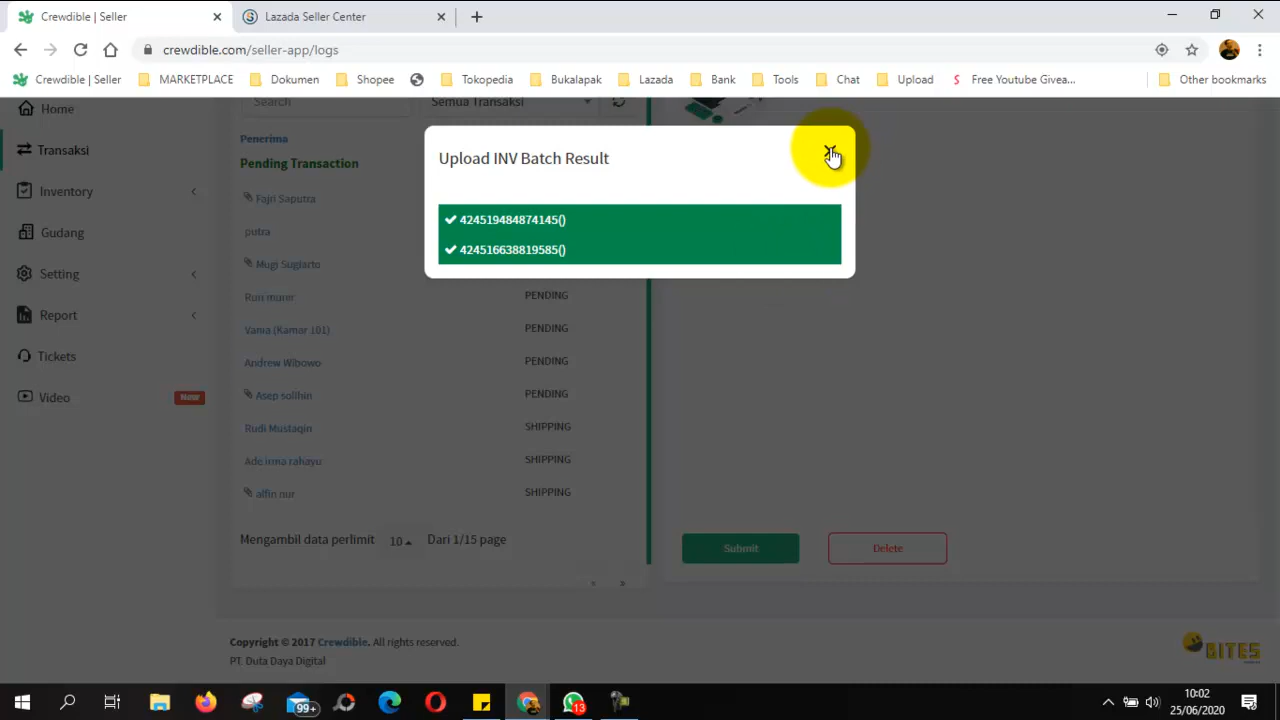 Crewdible | Seller
Lazada Seller Center
crewdible.com/seller-app/logs
Crewdible | Seller
MARKETPLACE
Dokumen
Shopee
Tokopedia
Bukalapak
Lazada
Bank
Tools
Chat
Upload
Free Youtube Givea...
Other bookmarks
Home
Transaksi
Inventory
Gudang
Setting
Report
Tickets
Video
New
Search
Semua Transaksi
Penerima
Pending Transaction
Fajri Saputra
putra
Mugi Sugiarto
Upload INV Batch Result
424519484874145()
424516638819585()
Rori munir PENDING
Vania (Kamar 101) PENDING
Andrew Wibowo PENDING
Asep solihin PENDING
Rudi Mustaqin SHIPPING
Ade irma rahayu SHIPPING
alfin nur SHIPPING
Mengambil data perlimit 10 Dari 1/15 page
Submit
Delete
Copyright © 2017 Crewdible. All rights reserved.
PT. Duta Daya Digital
BITES
99+
13
10:02
25/06/2020